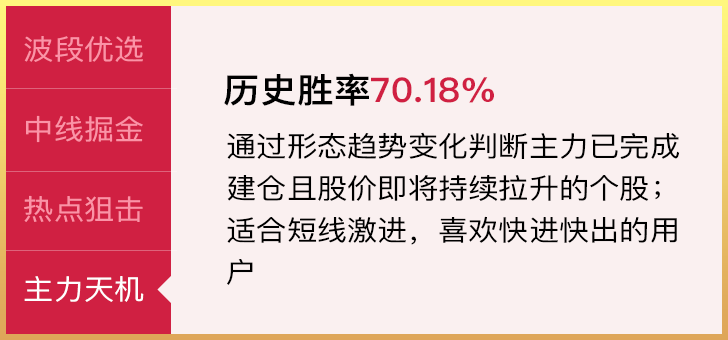 波段优选
中线掘金
热点狙击
主力天机
历史胜率70.18%
通过形态趋势变化判断主力已完成
建仓且股价即将持续拉升的个股；
适合短线激进，喜欢快进快出的用
户